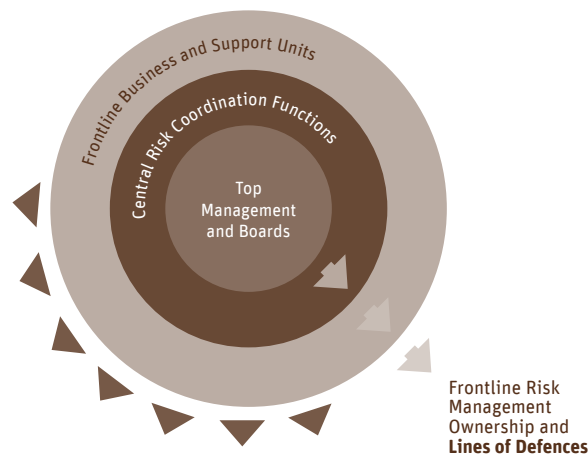 Frontline Business and Support Units
Central Risk Coordination Functions
Top
Management
and Boards
Frontline Risk
Management
Ownership and
Lines of Defences